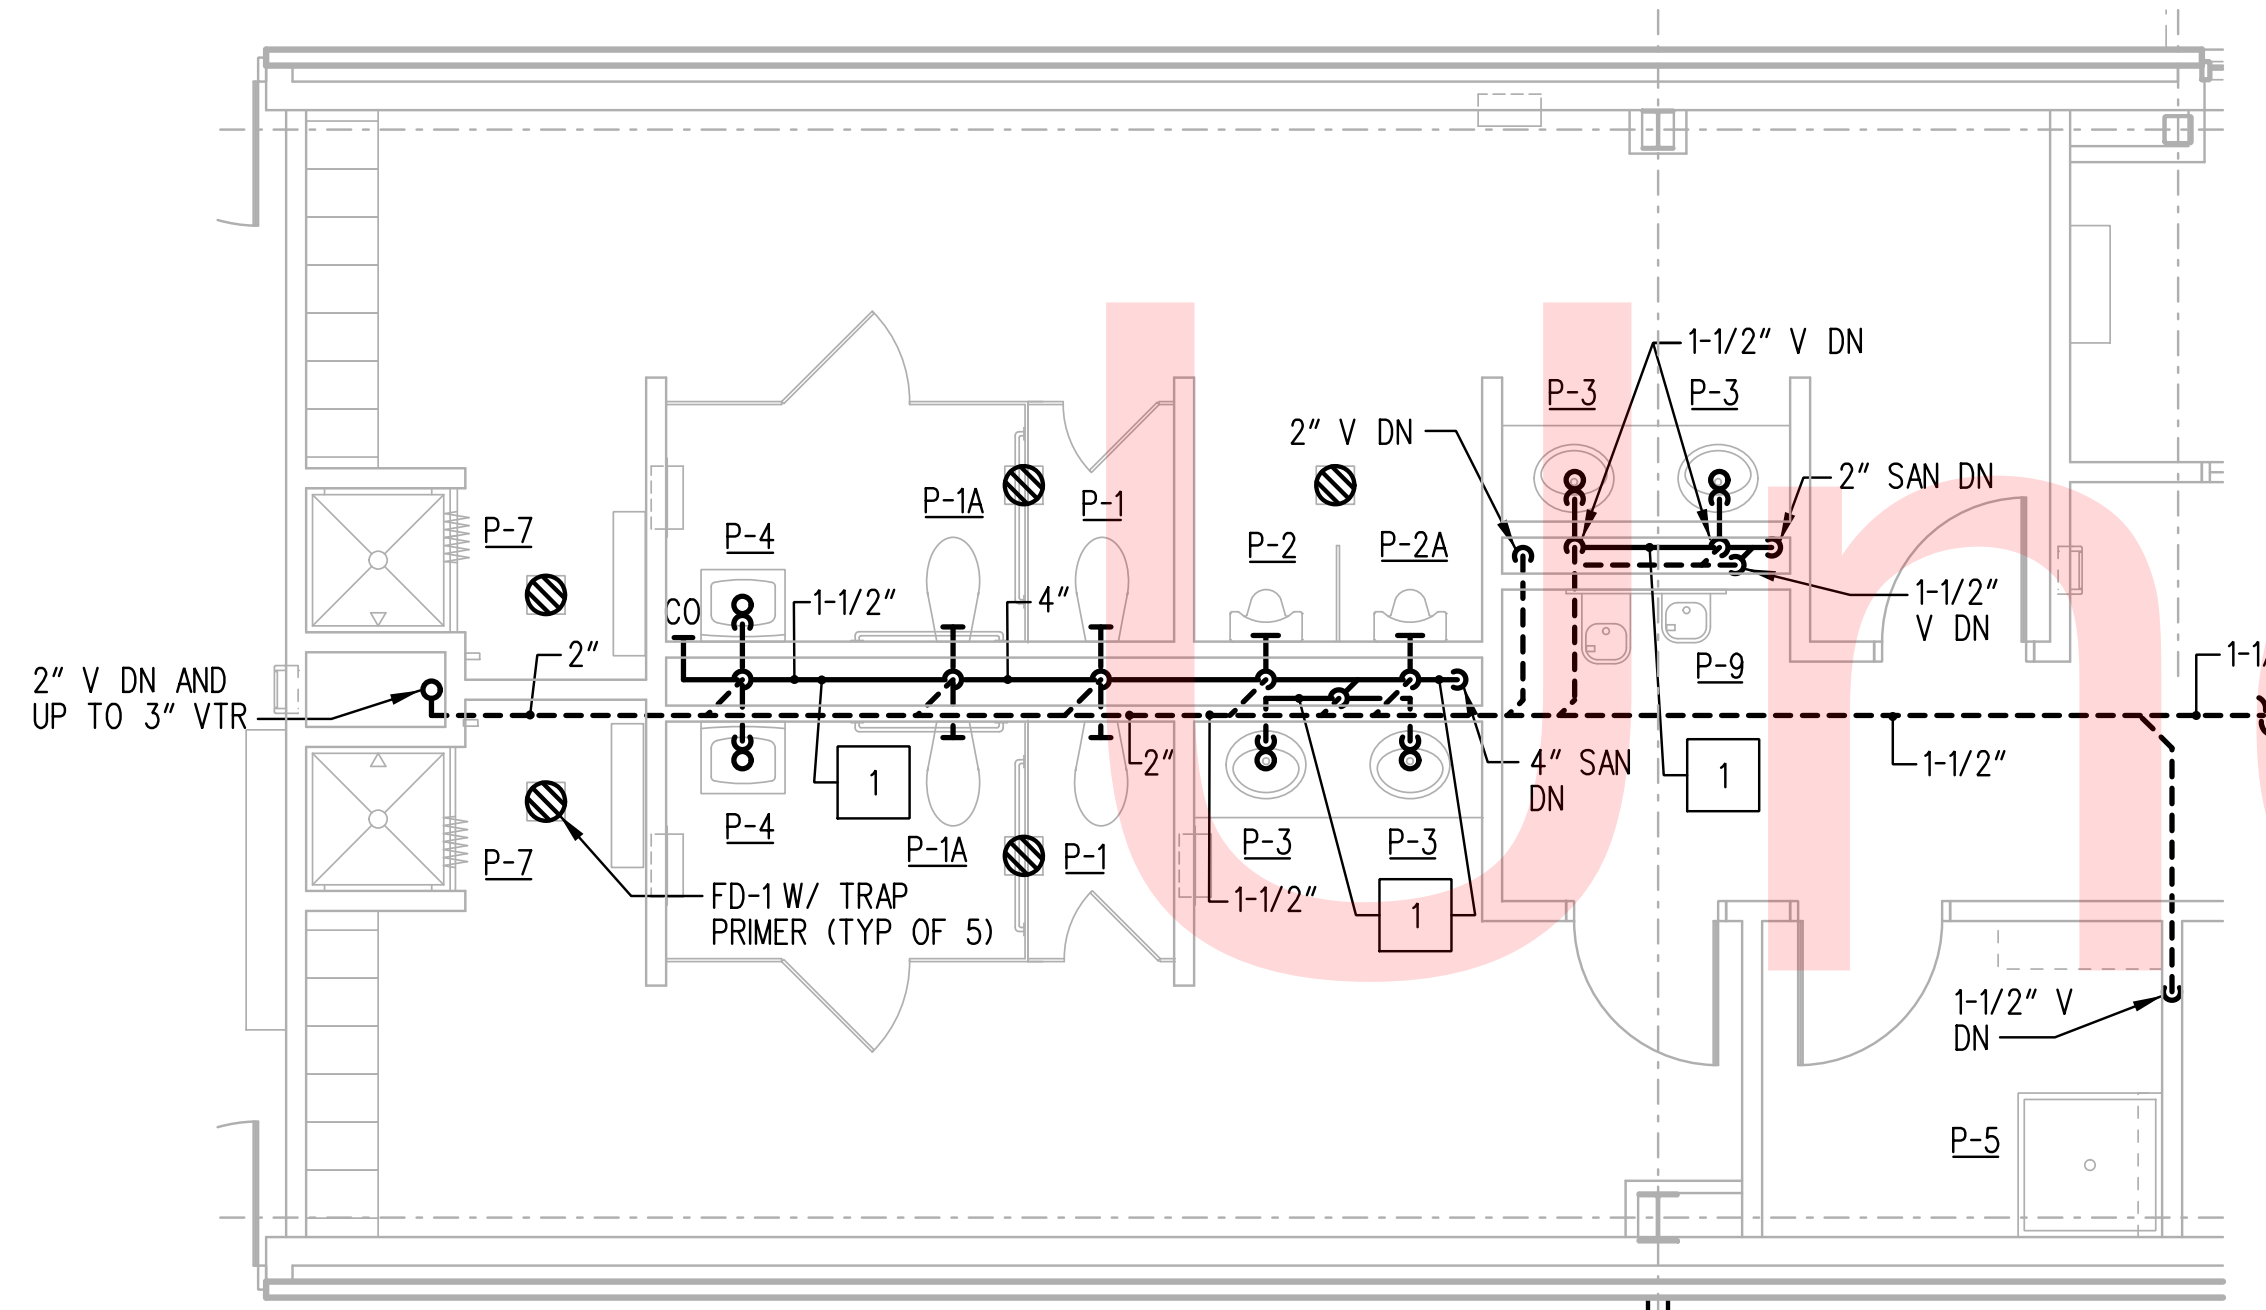 1-1/2" V DN
P-3
P-3
2" V DN
2" SAN DN
P-1A
P-1
P-7
P-4
P-2
P-2A
CO
1-1/2"
4"
1-1/2"
V DN
2"
P-9
2" V DN AND
UP TO 3" VTR
2"
4" SAN
DN
1
1
1-1/2"
P-4
P-1A
P-1
P-3
P-3
P-7
FD-1 W/ TRAP
PRIMER (TYP OF 5)
1-1/2"
1
1-1/2" V
DN
P-5
Un